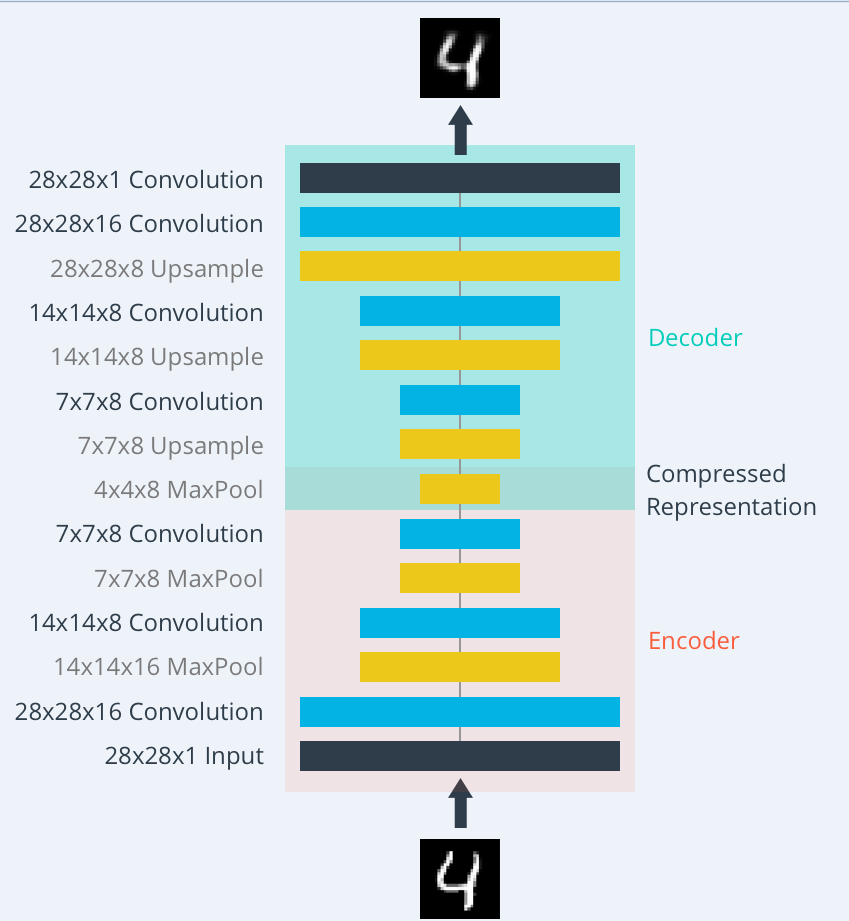 4
28x28x1 Convolution
28x28x16 Convolution
28x28x8 Upsample
14x14x8 Convolution
14x14x8 Upsample
Decoder
7x7x8 Convolution
7x7x8 Upsample
4x4x8 MaxPool
Compressed
Representation
7x7x8 Convolution
7x7x8 MaxPool
14x14x8 Convolution
Encoder
14x14x16 MaxPool
28x28x16 Convolution
28x28x1 Input
4